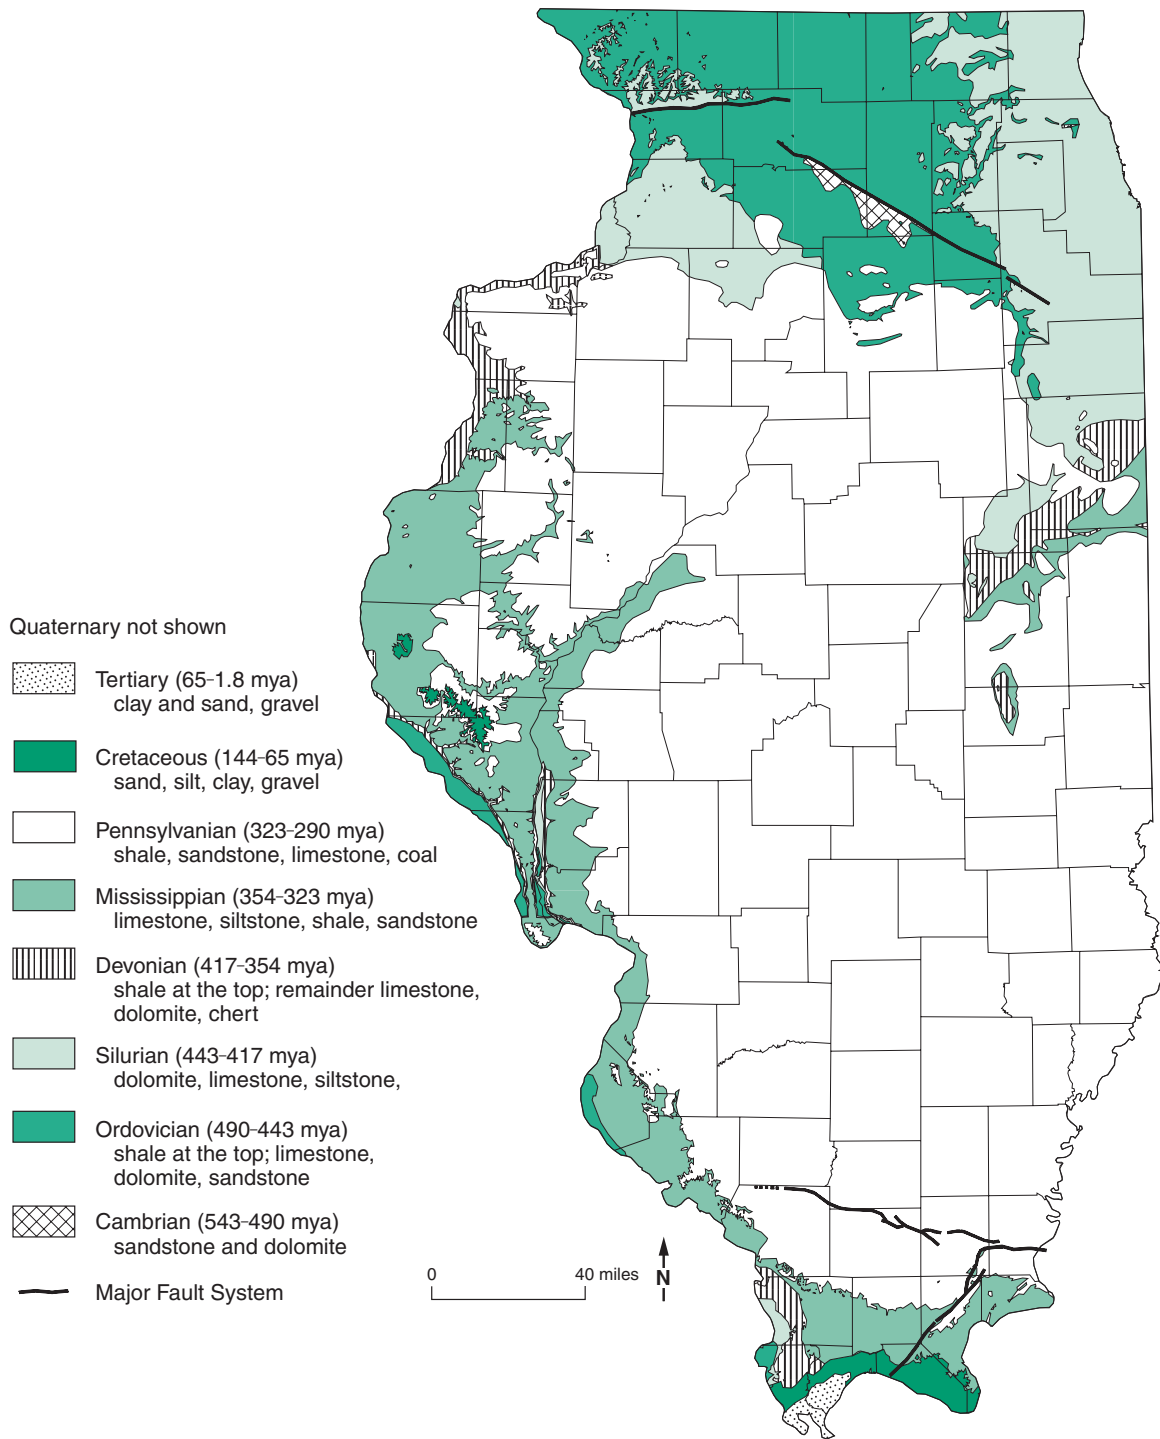 Quaternary not shown
Tertiary (65-1.8 mya)
clay and sand, gravel
Cretaceous (144-65 mya)
sand, silt, clay, gravel
Pennsylvanian (323-290 mya)
shale, sandstone, limestone, coal
Mississippian (354-323 mya)
limestone, siltstone, shale, sandstone
Devonian (417-354 mya)
shale at the top; remainder limestone,
dolomite, chert
Silurian (443-417 mya)
dolomite, limestone, siltstone,
Ordovician (490-443 mya)
shale at the top; limestone,
dolomite, sandstone
Cambrian (543-490 mya)
sandstone and dolomite
Major Fault System
0 40 miles
N